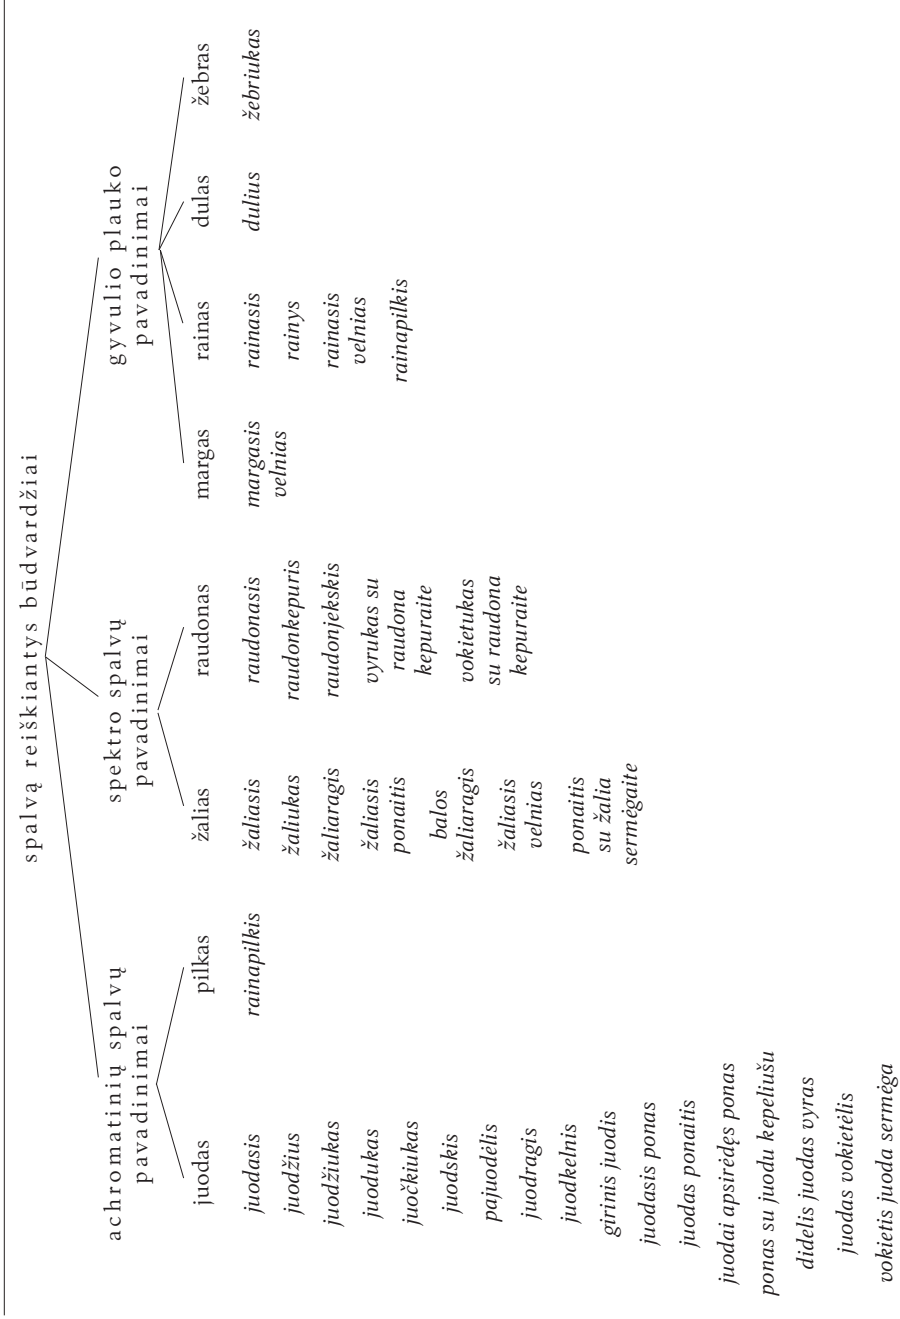 spalvą reiškiantys būdvardžiai
achromatinių spalvų
pavadinimai
juodas
juodasis
juodžius
juodžiukas
juodukas
juočkiukas
juodskis
pajuodėlis
juodragis
juodkelnis
girinis juodis
juodasis ponas
juodas ponaitis
juodai apsirėdęs ponas
ponas su juodu kepeliušu
didelis juodas vyras
juodas vokietėlis
vokietis juoda sermėga
pilkas
rainapilkis
spektro spalvų
pavadinimai
žalias
žaliasis
žaliukas
žaliaragis
žaliasis
ponaitis
balos
žaliaragis
žaliasis
velnias
ponaitis
su žalia
sermėgaite
raudonas
raudonasis
raudonkepuris
raudonjekskis
vyrukas su
raudona
kepuraite
vokietukas
su raudona
kepuraite
gyvulio plauko
pavadinimai
margas
margasis
velnias
rainas
rainasis
rainys
rainasis
velnias
rainapilkis
dulas
dulius
žebras
žebriukas